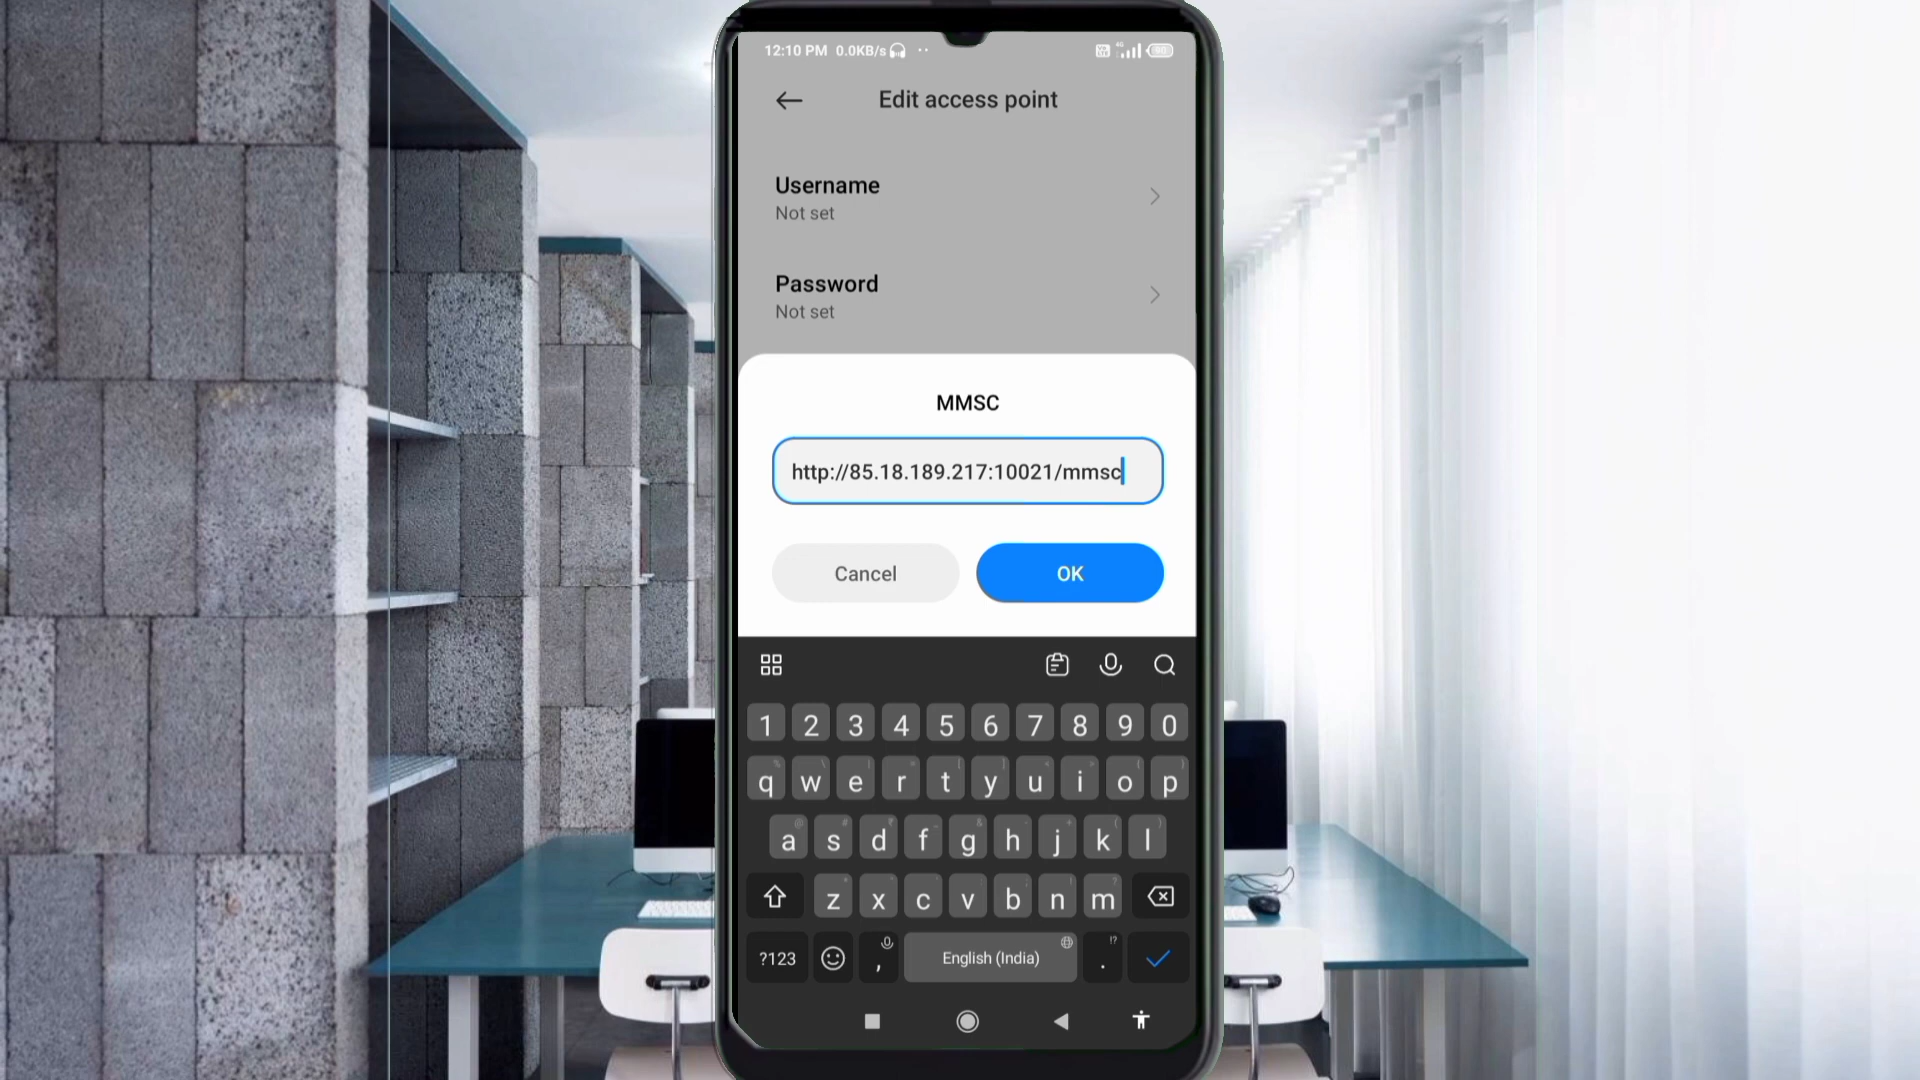 12:10 PM 0.0KB/s
Edit access point
Username
Not set
Password
Not set
MMSC
http://85.18.189.217:10021/mmsc
Cancel
OK
1 2 3 4 5 6 7 8 9 0
q w e r t y u i o p
a s d f g h j k l
z x c v b n m
?123 , English (India) .